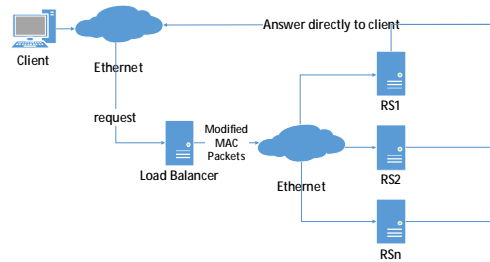 Answer directly to client
Client
Ethernet
RS1
request
Modified
MAC
Packets
Load Balancer
Ethernet
RS2
RSn